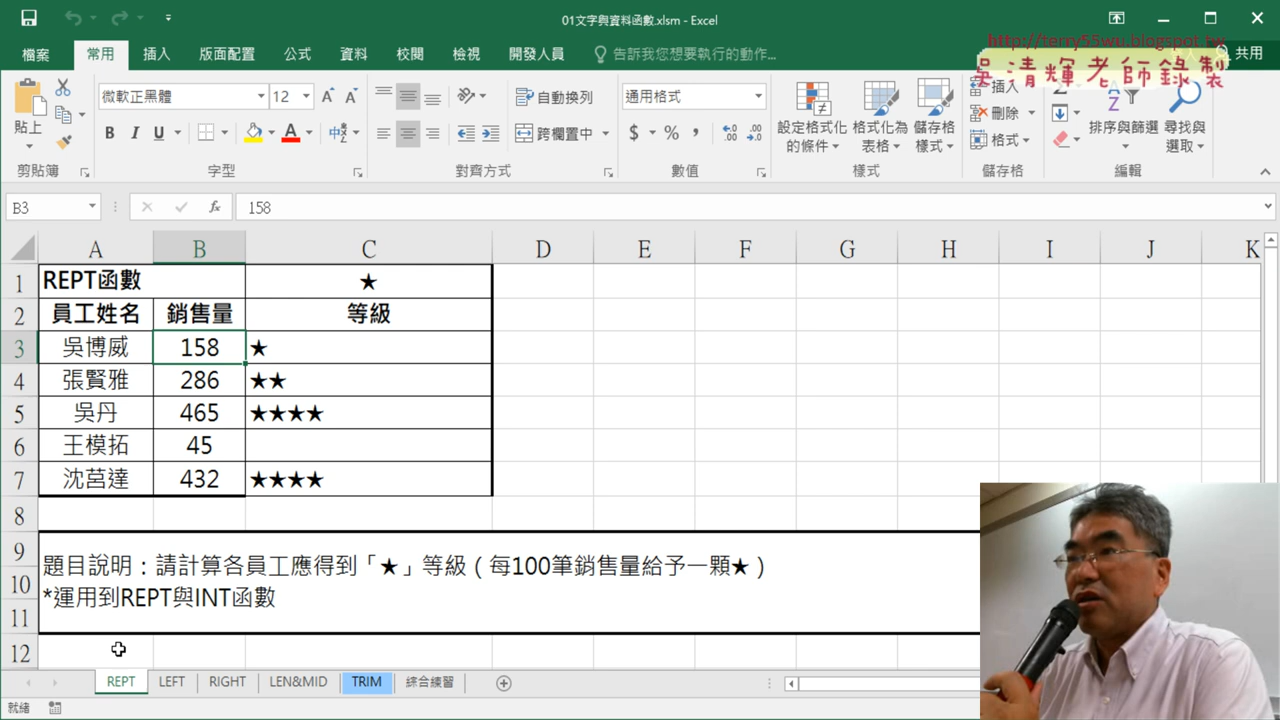 01文字與資料函數.xlsm - Excel
http://terry55wu.blogspot.tw
吳清輝老師錄製
檔案 常用 插入 版面配置 公式 資料 校閱 檢視 開發人員 告訴我您想要執行的動作... 共用
貼上 微軟正黑體 12 A A 自動換列 通用格式 設定格式化的條件 格式化為表格 儲存格樣式 插入 刪除 格式 排序與篩選 尋找與選取
B I U A 跨欄置中 $ % ,
剪貼簿 字型 對齊方式 數值 樣式 儲存格 編輯
B3 fx 158
A B C D E F G H I J K
1 REPT函數 ★
2 員工姓名 銷售量 等級
3 吳博威 158 ★
4 張賢雅 286 ★★
5 吳丹 465 ★★★★
6 王模拓 45
7 沈莒達 432 ★★★★
8
9
題目說明：請計算各員工應得到「★」等級（每100筆銷售量給予一顆★）
10
*運用到REPT與INT函數
11
12
REPT LEFT RIGHT LEN&MID TRIM 綜合練習
就緒